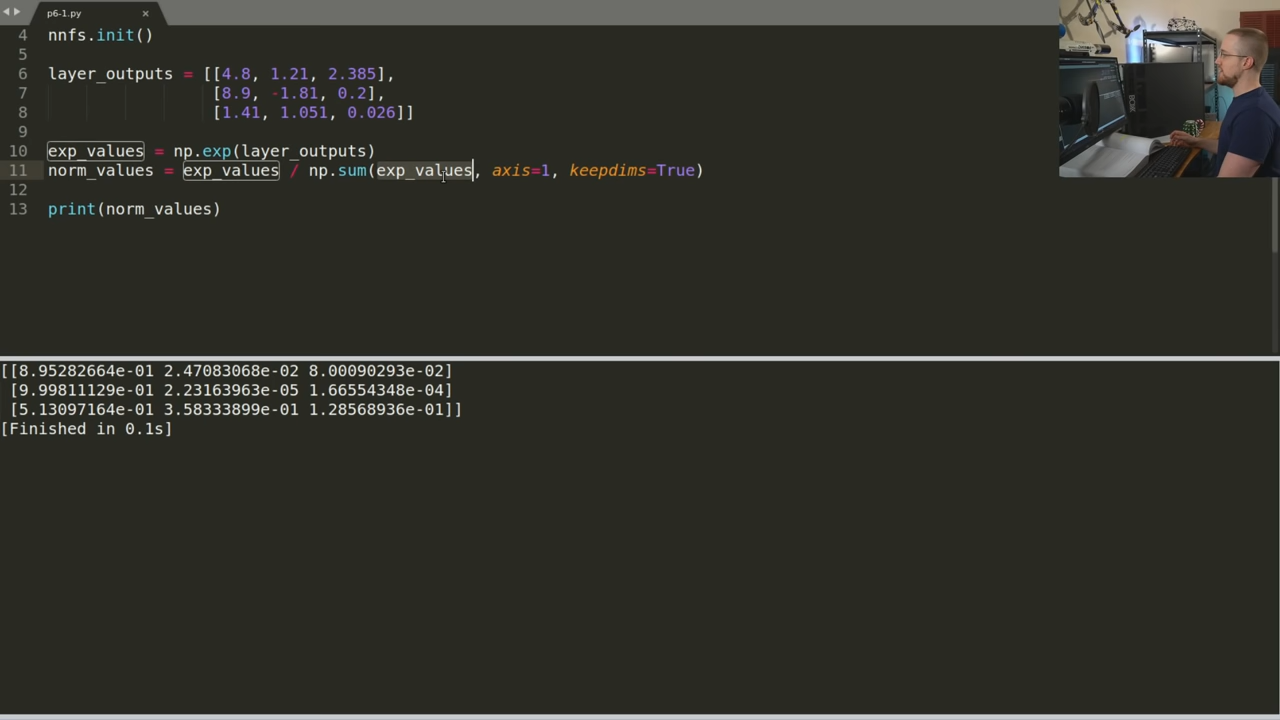 p6-1.py ×
4 nnfs.init()
5
6 layer_outputs = [[4.8, 1.21, 2.385],
7 [8.9, -1.81, 0.2],
8 [1.41, 1.051, 0.026]]
9
10 exp_values = np.exp(layer_outputs)
11 norm_values = exp_values / np.sum(exp_values, axis=1, keepdims=True)
12
13 print(norm_values)
[[8.95282664e-01 2.47083068e-02 8.00090293e-02]
[9.99811129e-01 2.23163963e-05 1.66554348e-04]
[5.13097164e-01 3.58333899e-01 1.28568936e-01]]
[Finished in 0.1s]